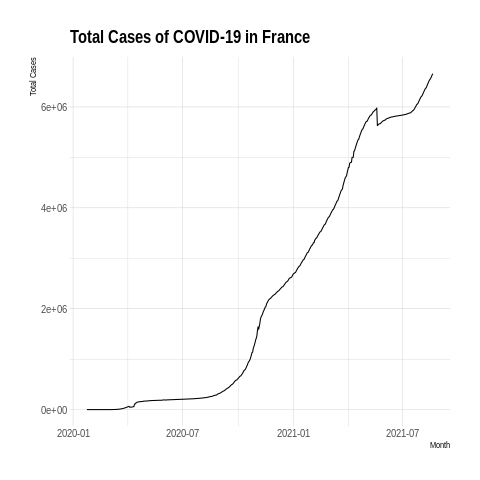 Total Cases of COVID-19 in France
Total Cases
6e+06
4e+06
2e+06
0e+00
2020-01 2020-07 2021-01 2021-07
Month